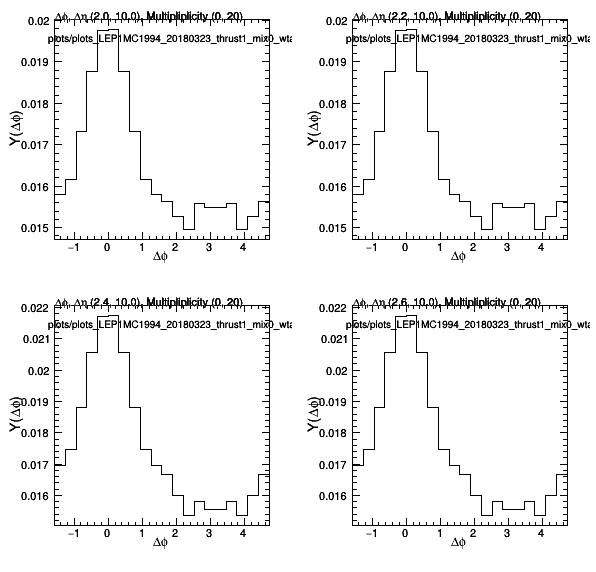 Δϕ, Δη (2.0, 10.0), Multipliplicity (0, 20)
plots/plots_LEP1MC1994_20180323_thrust1_mix0_wta
0.02
0.019
0.018
0.017
0.016
0.015
Y(Δϕ)
−1 0 1 2 3 4
Δϕ
Δϕ, Δη (2.2, 10.0), Multipliplicity (0, 20)
plots/plots_LEP1MC1994_20180323_thrust1_mix0_wta
0.02
0.019
0.018
0.017
0.016
0.015
Y(Δϕ)
−1 0 1 2 3 4
Δϕ
Δϕ, Δη (2.4, 10.0), Multipliplicity (0, 20)
plots/plots_LEP1MC1994_20180323_thrust1_mix0_wta
0.022
0.021
0.02
0.019
0.018
0.017
0.016
Y(Δϕ)
−1 0 1 2 3 4
Δϕ
Δϕ, Δη (2.6, 10.0), Multipliplicity (0, 20)
plots/plots_LEP1MC1994_20180323_thrust1_mix0_wta
0.022
0.021
0.02
0.019
0.018
0.017
0.016
Y(Δϕ)
−1 0 1 2 3 4
Δϕ